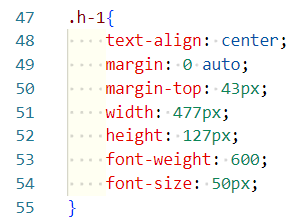 47 .h-1{
48 text-align: center;
49 margin: 0 auto;
50 margin-top: 43px;
51 width: 477px;
52 height: 127px;
53 font-weight: 600;
54 font-size: 50px;
55 }